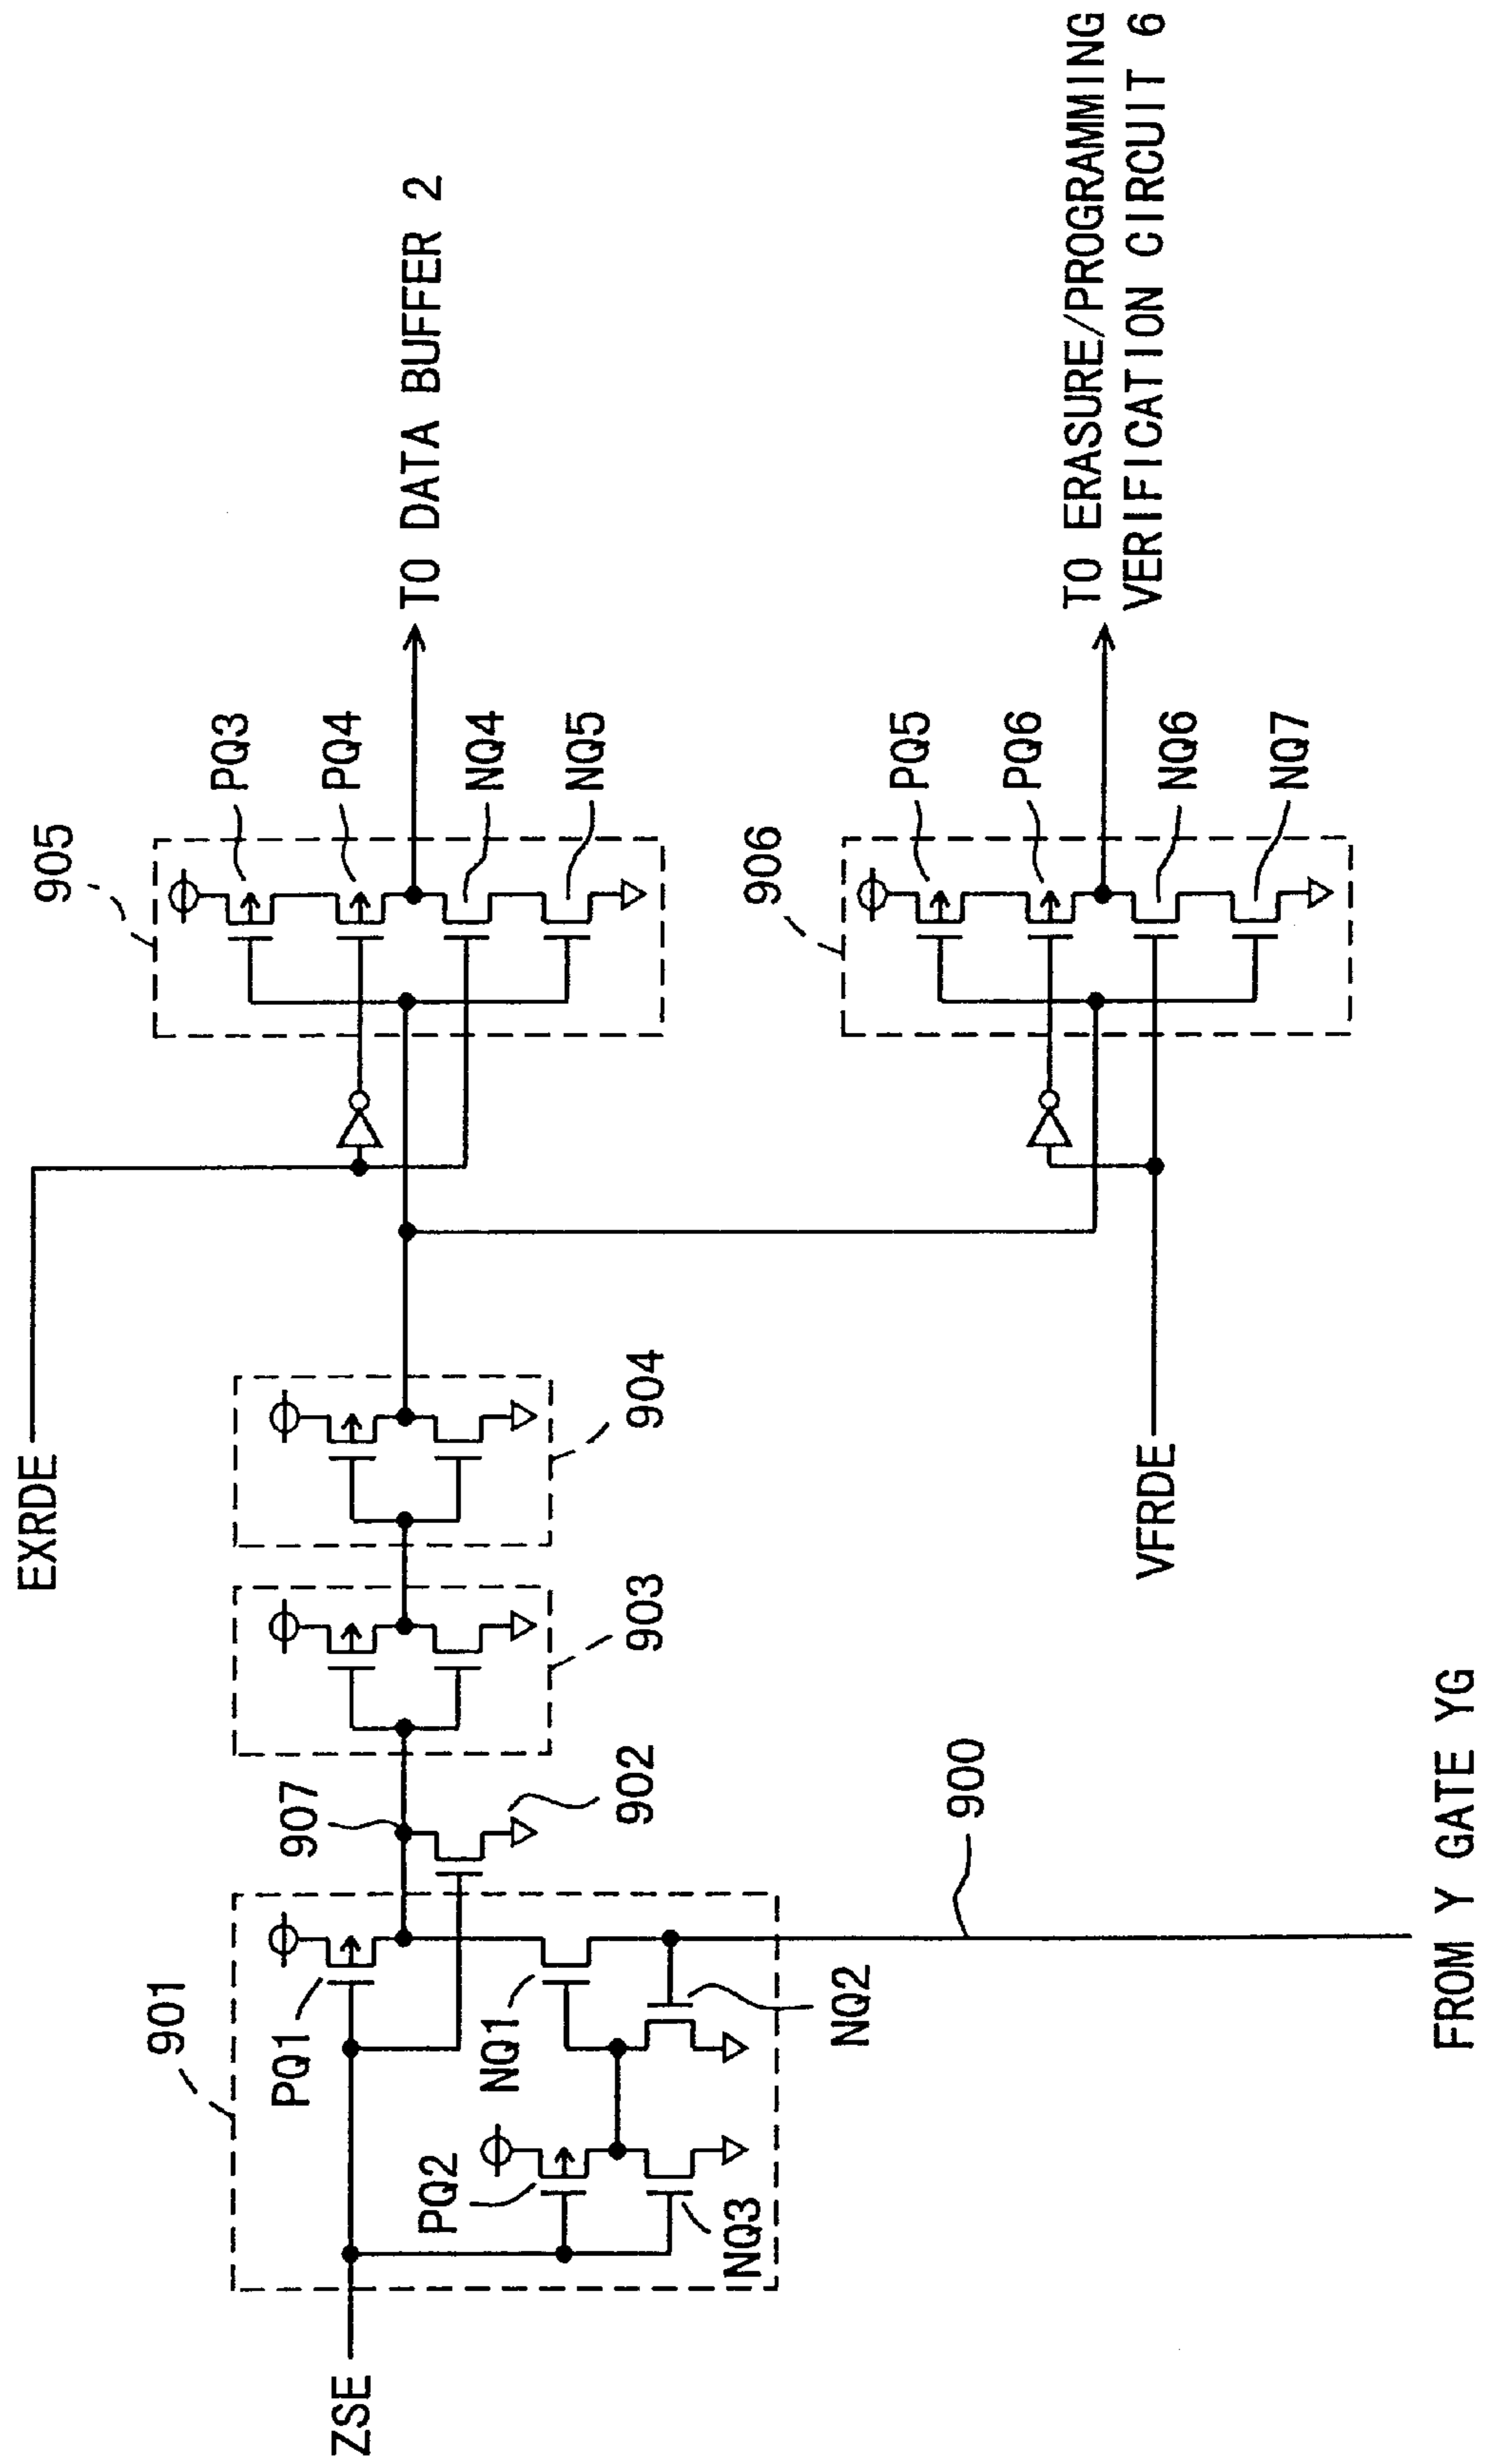 EXRDE
905
PQ3
PQ4
NQ4
NQ5
TO DATA BUFFER 2
901
PQ1
907
903
904
902
NQ1
PQ2
NQ3
NQ2
ZSE
900
FROM Y GATE YG
VFRDE
906
PQ5
PQ6
NQ6
NQ7
TO ERASURE/PROGRAMMING
VERIFICATION CIRCUIT 6